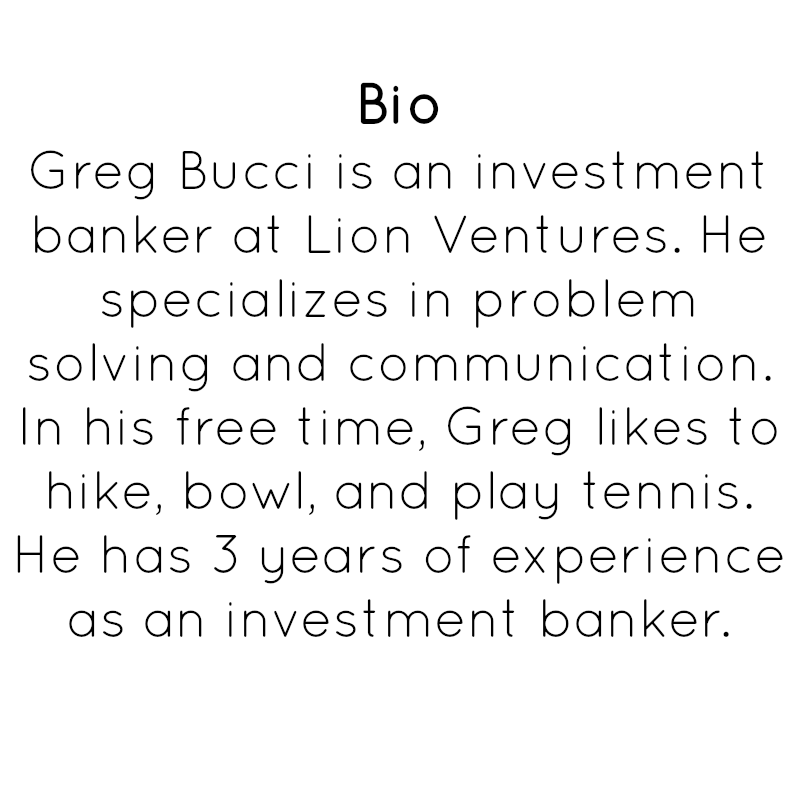 Bio
Greg Bucci is an investment
banker at Lion Ventures. He
specializes in problem
solving and communication.
In his free time, Greg likes to
hike, bowl, and play tennis.
He has 3 years of experience
as an investment banker.